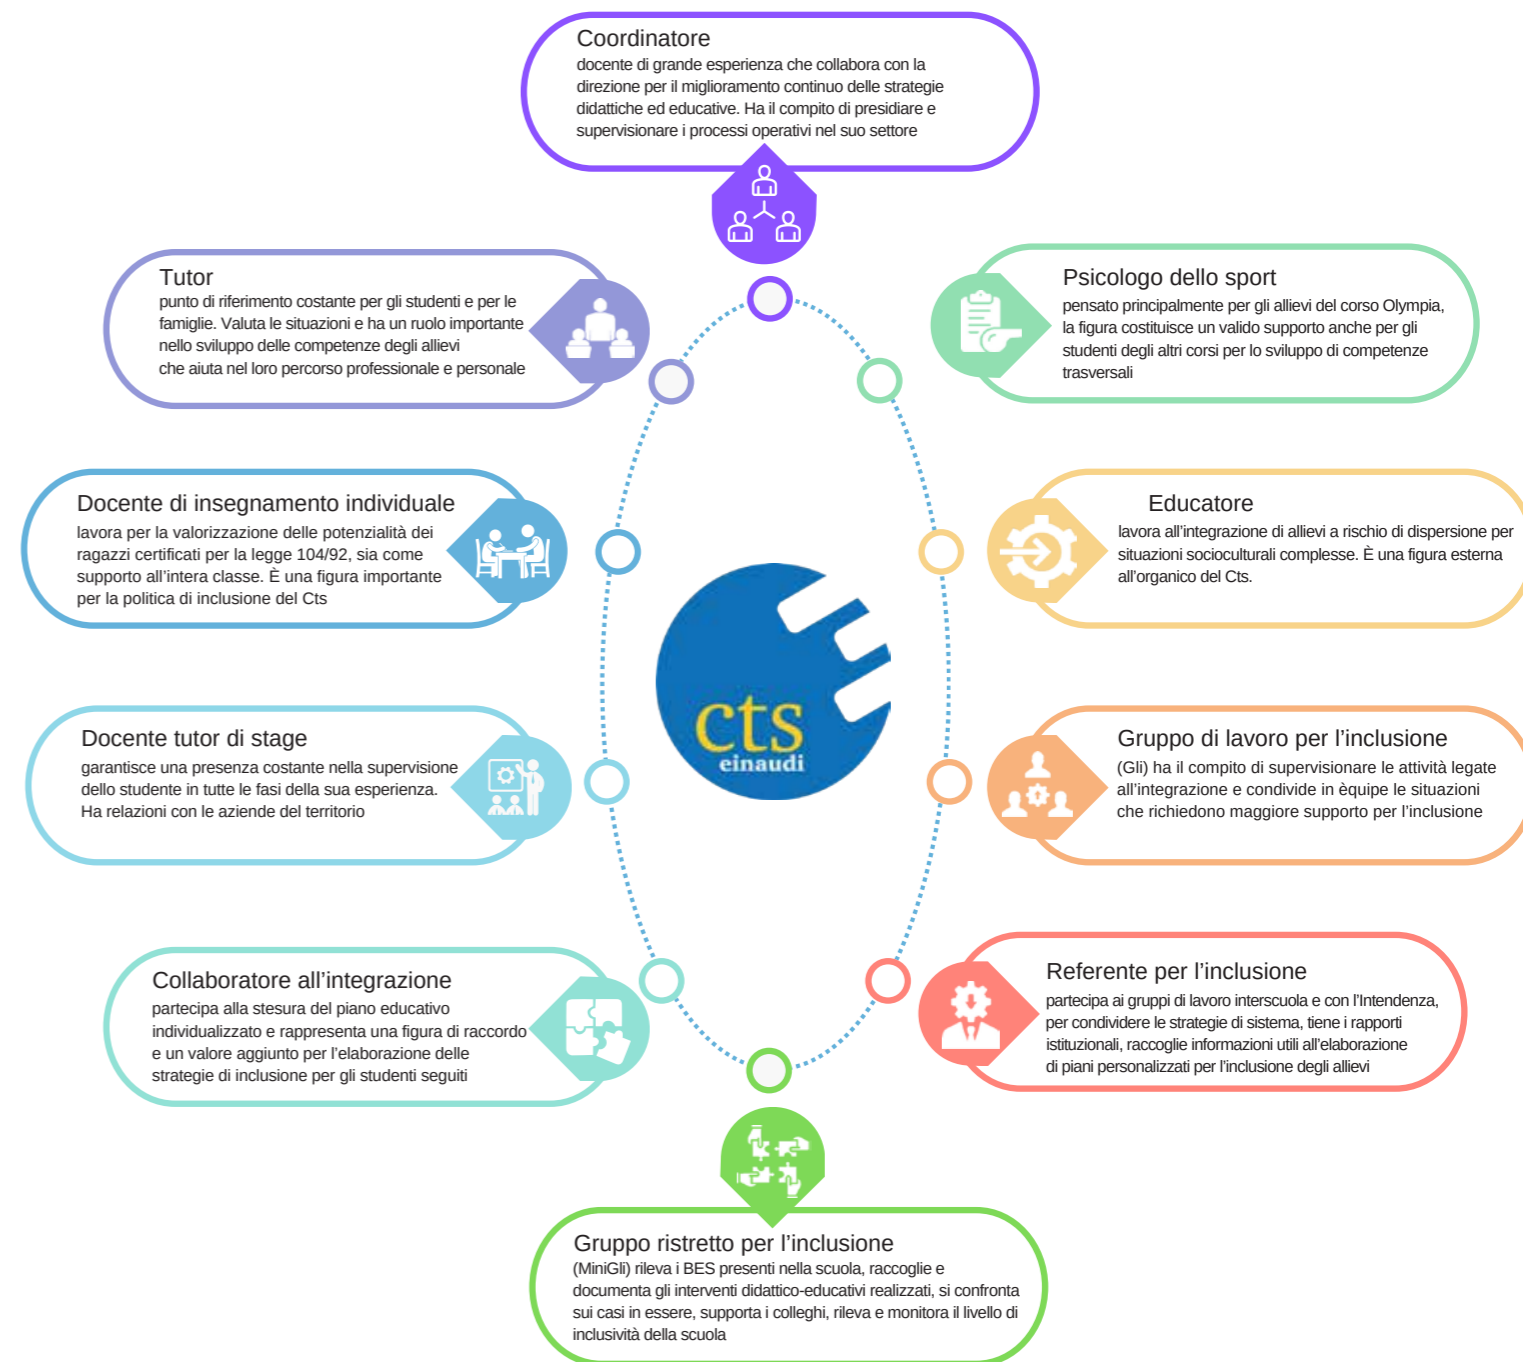 Coordinatore
docente di grande esperienza che collabora con la
direzione per il miglioramento continuo delle strategie
didattiche ed educative. Ha il compito di presidiare e
supervisionare i processi operativi nel suo settore
Tutor
punto di riferimento costante per gli studenti e per le
famiglie. Valuta le situazioni e ha un ruolo importante
nello sviluppo delle competenze degli allievi
che aiuta nel loro percorso professionale e personale
Psicologo dello sport
pensato principalmente per gli allievi del corso Olympia,
la figura costituisce un valido supporto anche per gli
studenti degli altri corsi per lo sviluppo di competenze
trasversali
Docente di insegnamento individuale
lavora per la valorizzazione delle potenzialità dei
ragazzi certificati per la legge 104/92, sia come
supporto all’intera classe. È una figura importante
per la politica di inclusione del Cts
Educatore
lavora all’integrazione di allievi a rischio di dispersione per
situazioni socioculturali complesse. È una figura esterna
all’organico del Cts.
cts
einaudi
Docente tutor di stage
garantisce una presenza costante nella supervisione
dello studente in tutte le fasi della sua esperienza.
Ha relazioni con le aziende del territorio
Gruppo di lavoro per l’inclusione
(Gli) ha il compito di supervisionare le attività legate
all’integrazione e condivide in èquipe le situazioni
che richiedono maggiore supporto per l’inclusione
Collaboratore all’integrazione
partecipa alla stesura del piano educativo
individualizzato e rappresenta una figura di raccordo
e un valore aggiunto per l’elaborazione delle
strategie di inclusione per gli studenti seguiti
Referente per l’inclusione
partecipa ai gruppi di lavoro interscuola e con l’Intendenza,
per condividere le strategie di sistema, tiene i rapporti
istituzionali, raccoglie informazioni utili all’elaborazione
di piani personalizzati per l’inclusione degli allievi
Gruppo ristretto per l’inclusione
(MiniGli) rileva i BES presenti nella scuola, raccoglie e
documenta gli interventi didattico-educativi realizzati, si confronta
sui casi in essere, supporta i colleghi, rileva e monitora il livello di
inclusività della scuola